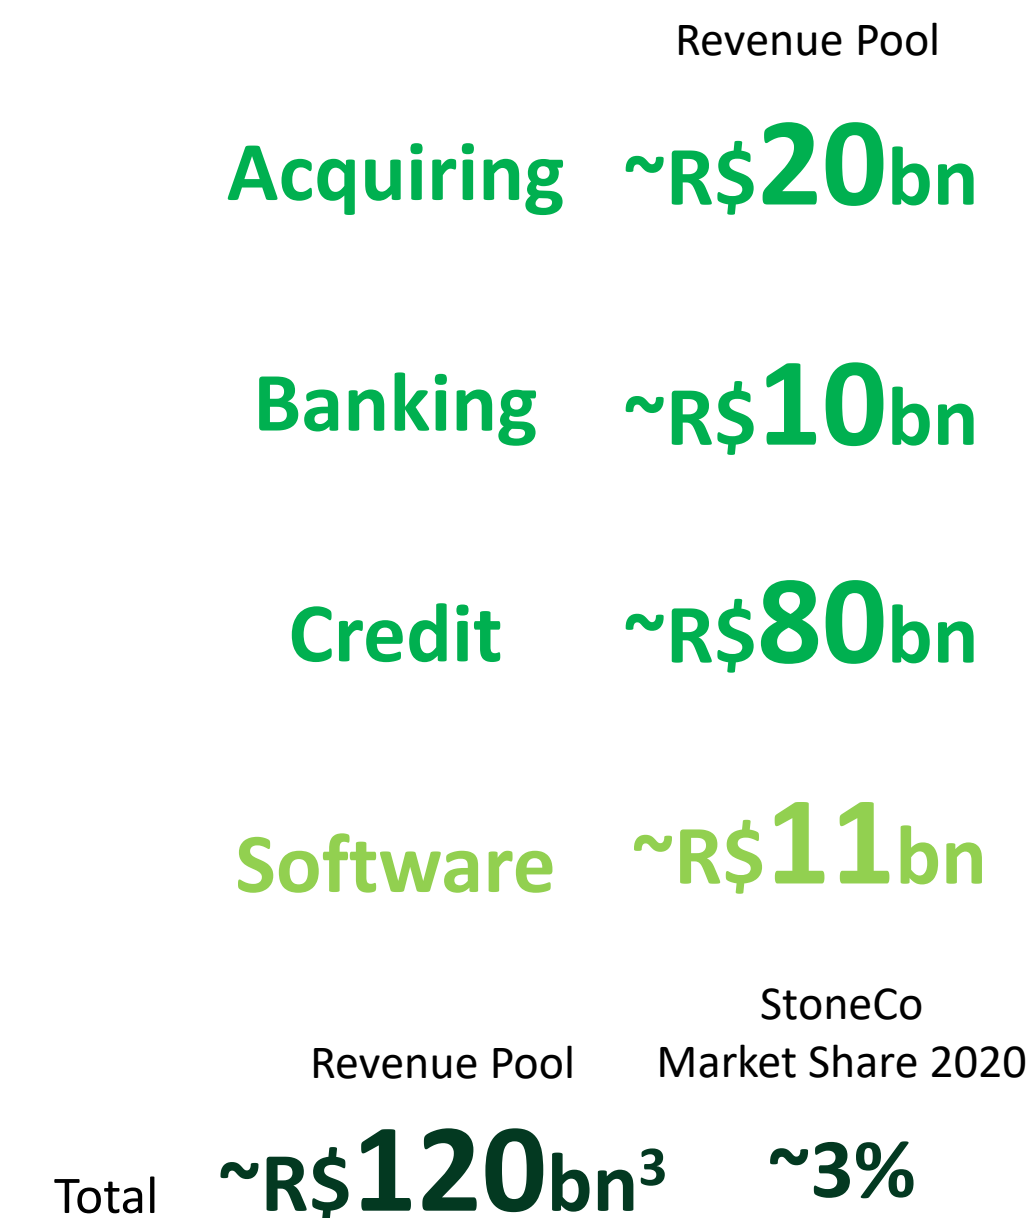 Revenue Pool
Acquiring ~R$20bn
Banking ~R$10bn
Credit ~R$80bn
Software ~R$11bn
StoneCo
Revenue Pool Market Share 2020
Total ~R$120bn³ ~3%